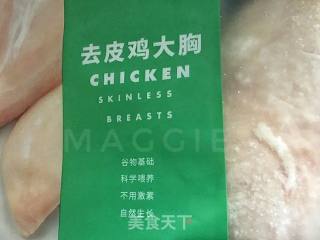 去皮鸡大胸
CHICKEN
SKINLESS
BREASTS
MAGGIE
谷物基础
科学喂养
不用激素
自然生长
美食天下